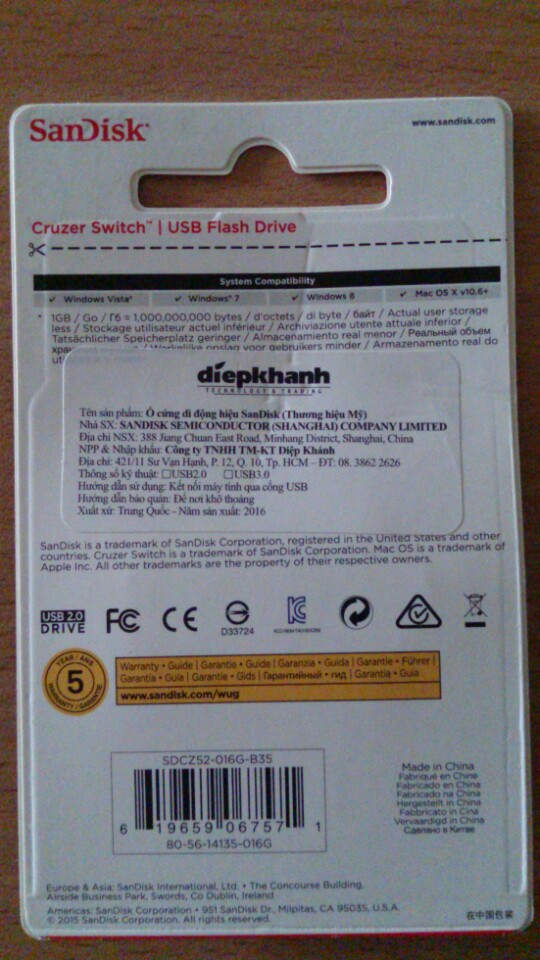 SanDisk
www.sandisk.com
Cruzer Switch™ | USB Flash Drive
System Compatibility
✓ Windows Vista® ✓ Windows® 7 ✓ Windows® 8 ✓ Mac OS X v10.6+
* 1GB / Go / Гб = 1,000,000,000 bytes / d'octets / di byte / байт / Actual user storage
less / Stockage utilisateur actuel inférieur / Archiviazione utente attuale inferior /
Tatsächlicher Speicherplatz geringer / Almacenamiento real menor / Реальный объем
opslag voor gebruikers minder / Armazenamento real do
diepkhanh
TECHNOLOGY & TRADING
Tên sản phẩm: Ổ cứng di động hiệu SanDisk (Thương hiệu Mỹ)
Nhà SX: SANDISK SEMICONDUCTOR (SHANGHAI) COMPANY LIMITED
Địa chỉ NSX: 388 Jiang Chuan East Road, Minhang District, Shanghai, China
NPP & Nhập khẩu: Công ty TNHH TM-KT Diệp Khánh
Địa chỉ: 421/11 Sư Vạn Hạnh, P. 12, Q. 10, Tp. HCM – ĐT: 08. 3862 2626
Thông số kỹ thuật: ☐USB2.0 ☐USB3.0
Hướng dẫn sử dụng: Kết nối máy tính qua cổng USB
Hướng dẫn bảo quản: Để nơi khô thoáng
Xuất xứ: Trung Quốc - Năm sản xuất: 2016
SanDisk is a trademark of SanDisk Corporation, registered in the United States and other
countries. Cruzer Switch is a trademark of SanDisk Corporation. Mac OS is a trademark of
Apple Inc. All other trademarks are the property of their respective owners.
USB 2.0
DRIVE
FC CE
D33724
YEAR / ANS
5
WARRANTY / GARANTIE
Warranty • Guide | Garantie • Guide | Garanzia • Guida | Garantie • Führer |
Garantía • Guía | Garantie • Gids | Гарантийный • гид | Garantia • Guia
www.sandisk.com/wug
SDCZ52-016G-B35
6 19659 06757 1
80-56-14135-016G
Made in China
Fabriqué en Chine
Fabricado en China
Fabricado na China
Hergestellt in China
Fabbricato in Cina
Vervaardigd in China
Сделано в Китае
Europe & Asia: SanDisk International, Ltd. • The Concourse Building,
Airside Business Park, Swords, Co Dublin, Ireland
Americas: SanDisk Corporation • 951 SanDisk Dr., Milpitas, CA 95035, U.S.A.
© 2015 SanDisk Corporation. All rights reserved.
在中国包装